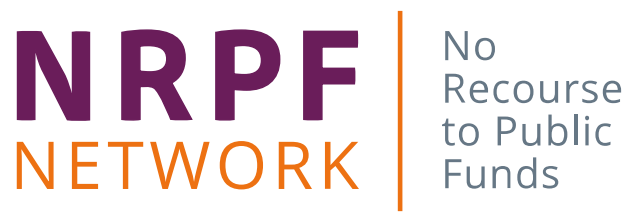 NRPF
NETWORK
No
Recourse
to Public
Funds